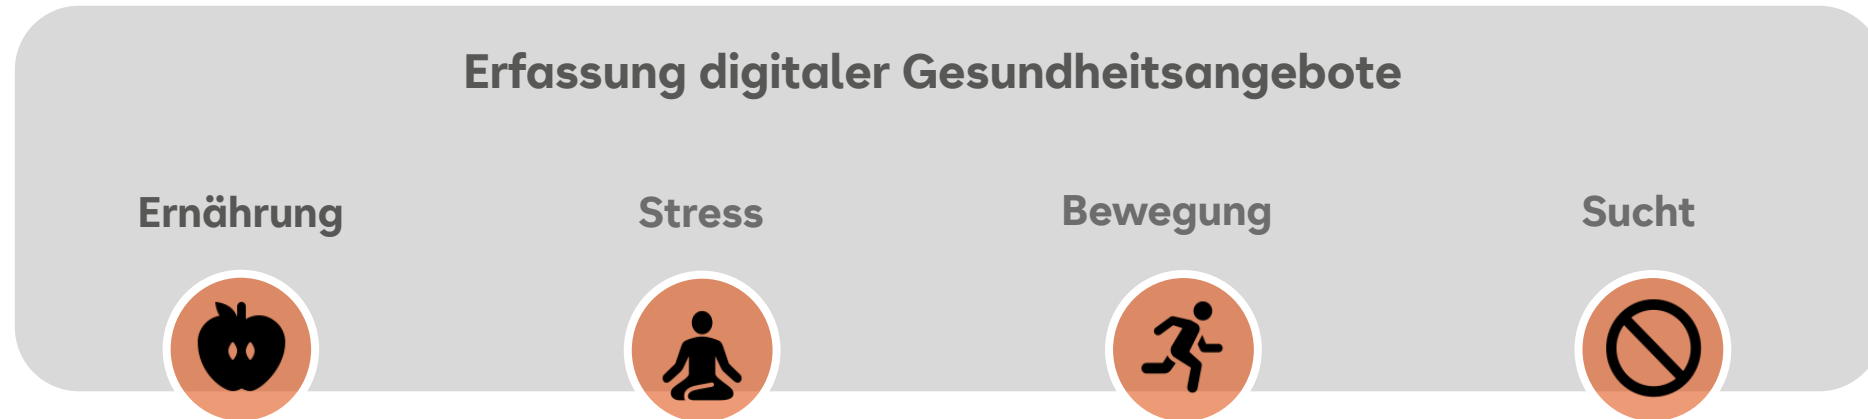 Erfassung digitaler Gesundheitsangebote
Ernährung
Stress
Bewegung
Sucht